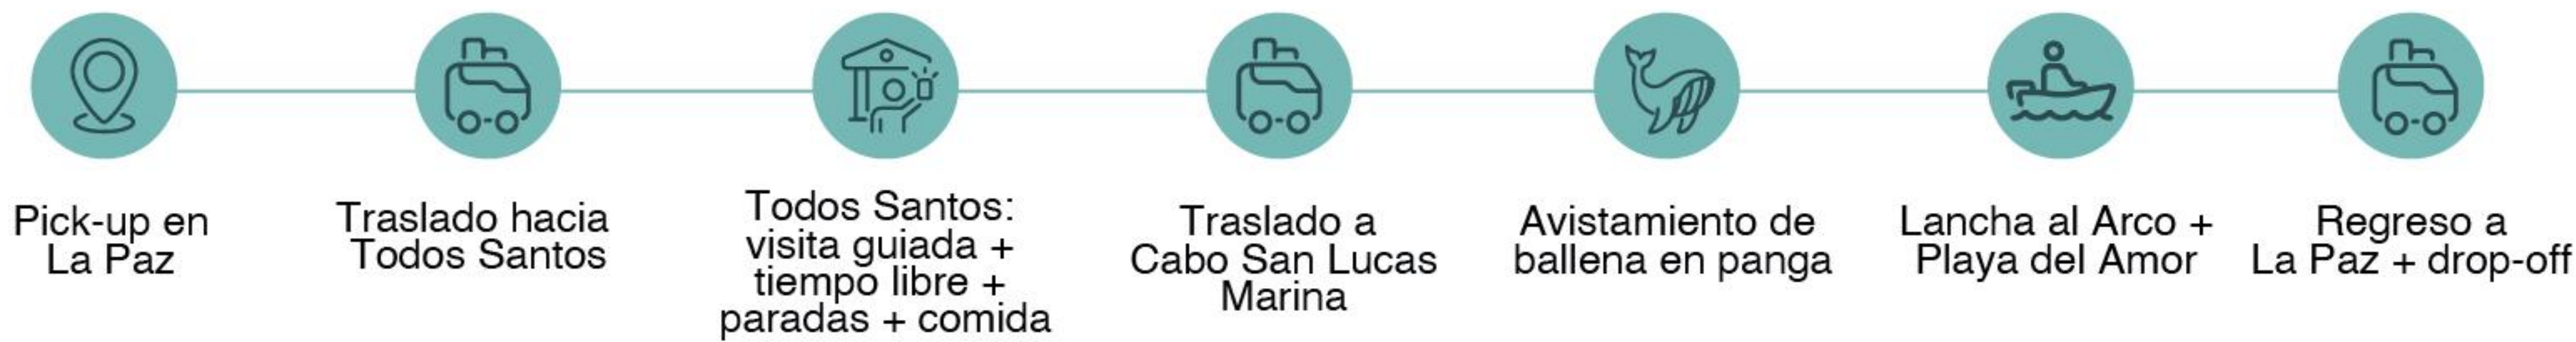 Pick-up en
La Paz
Traslado hacia
Todos Santos
Todos Santos:
visita guiada +
tiempo libre +
paradas + comida
Traslado a
Cabo San Lucas
Marina
Avistamiento de
ballena en panga
Lancha al Arco +
Playa del Amor
Regreso a
La Paz + drop-off